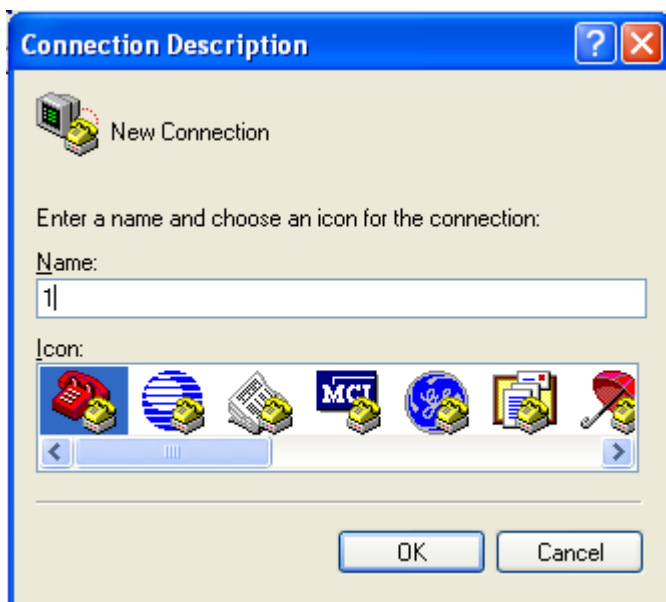 Connection Description
New Connection
Enter a name and choose an icon for the connection:
Name:
1
Icon:
MCI
OK Cancel